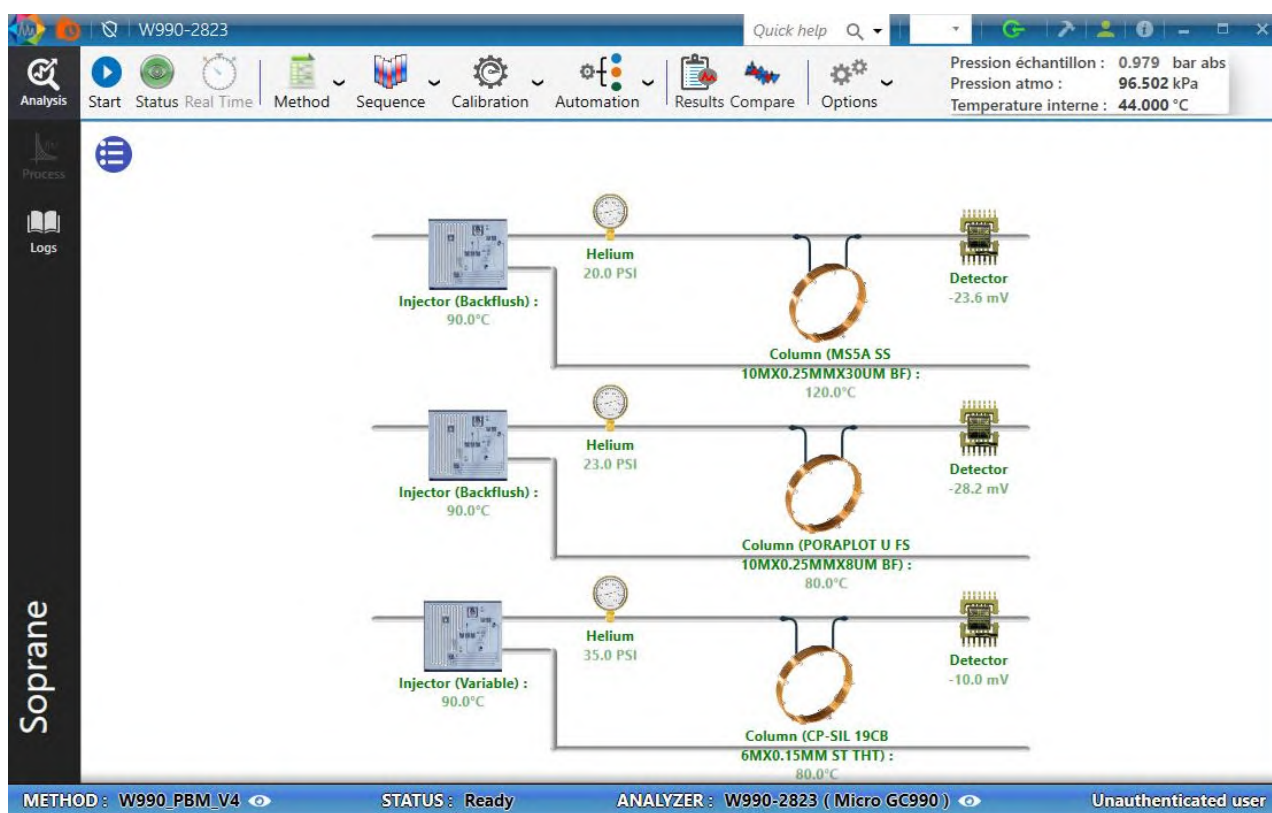 W990-2823
Quick help
Analysis
Start Status Real Time Method Sequence Calibration Automation Results Compare Options
Pression échantillon : 0.979 bar abs
Pression atmo : 96.502 kPa
Temperature interne : 44.000 °C
Process
Logs
Helium
20.0 PSI
Injector (Backflush) :
90.0°C
Detector
-23.6 mV
Column (MS5A SS
10MX0.25MMX30UM BF) :
120.0°C
Helium
23.0 PSI
Injector (Backflush) :
90.0°C
Detector
-28.2 mV
Column (PORAPLOT U FS
10MX0.25MMX8UM BF) :
80.0°C
Helium
35.0 PSI
Injector (Variable) :
90.0°C
Detector
-10.0 mV
Column (CP-SIL 19CB
6MX0.15MM ST THT) :
80.0°C
Soprane
METHOD : W990_PBM_V4 STATUS : Ready ANALYZER : W990-2823 ( Micro GC990 ) Unauthenticated user